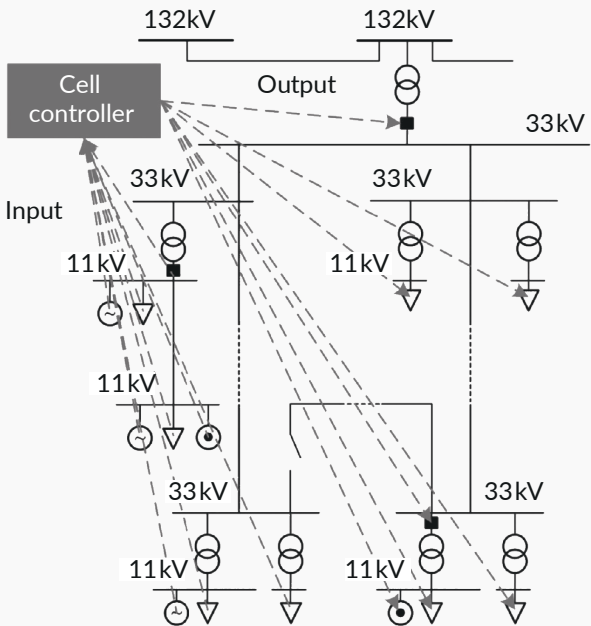 132kV
132kV
Cell
controller
Output
33kV
33kV
33kV
Input
11kV
11kV
11kV
33kV
33kV
11kV
11kV